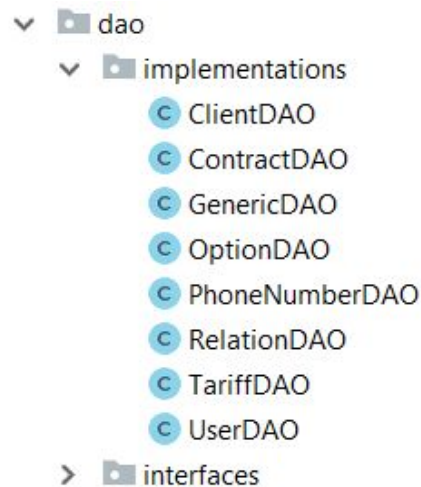 dao
implementations
C ClientDAO
C ContractDAO
C GenericDAO
C OptionDAO
C PhoneNumberDAO
C RelationDAO
C TariffDAO
C UserDAO
interfaces